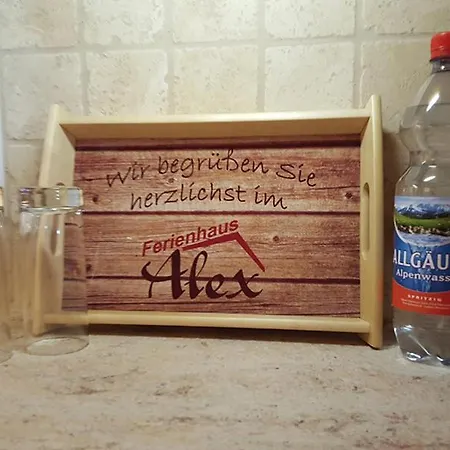 Wir begrüßen Sie
herzlichst im
Ferienhaus
Alex
ALLGÄU
Alpenwass
SPRITZIG